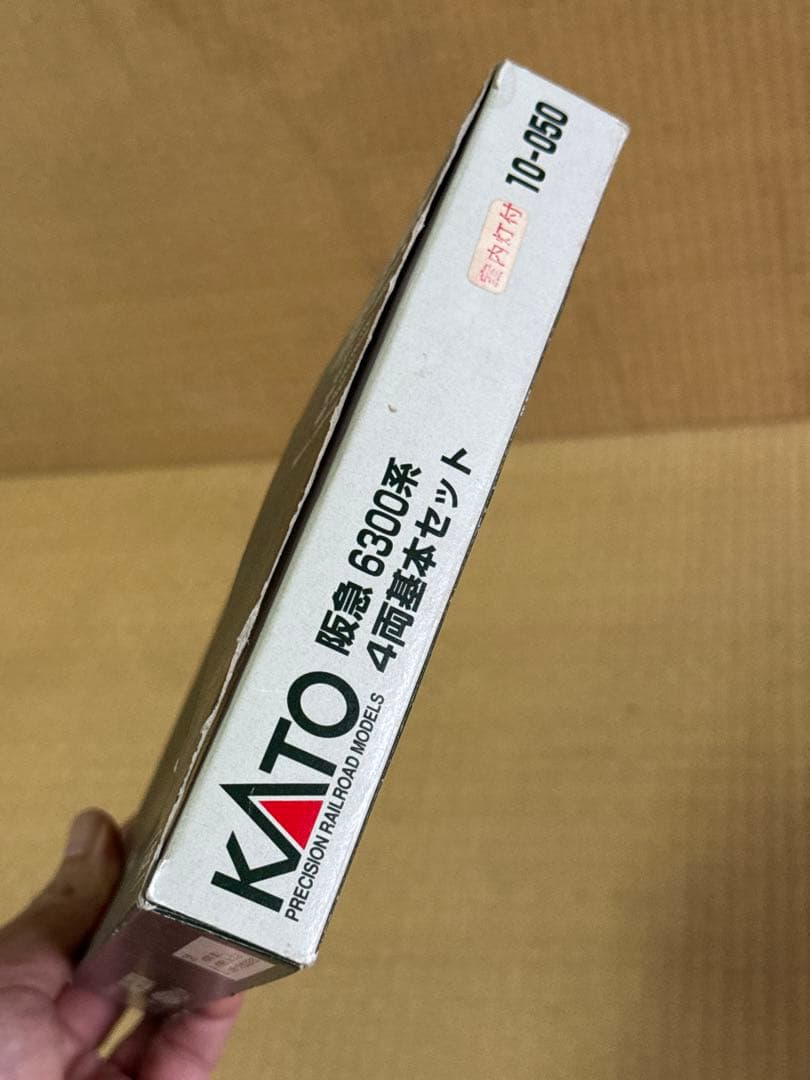 KATO
PRECISION RAILROAD MODELS
阪急 6300系
4両基本セット
室内灯付
10-050